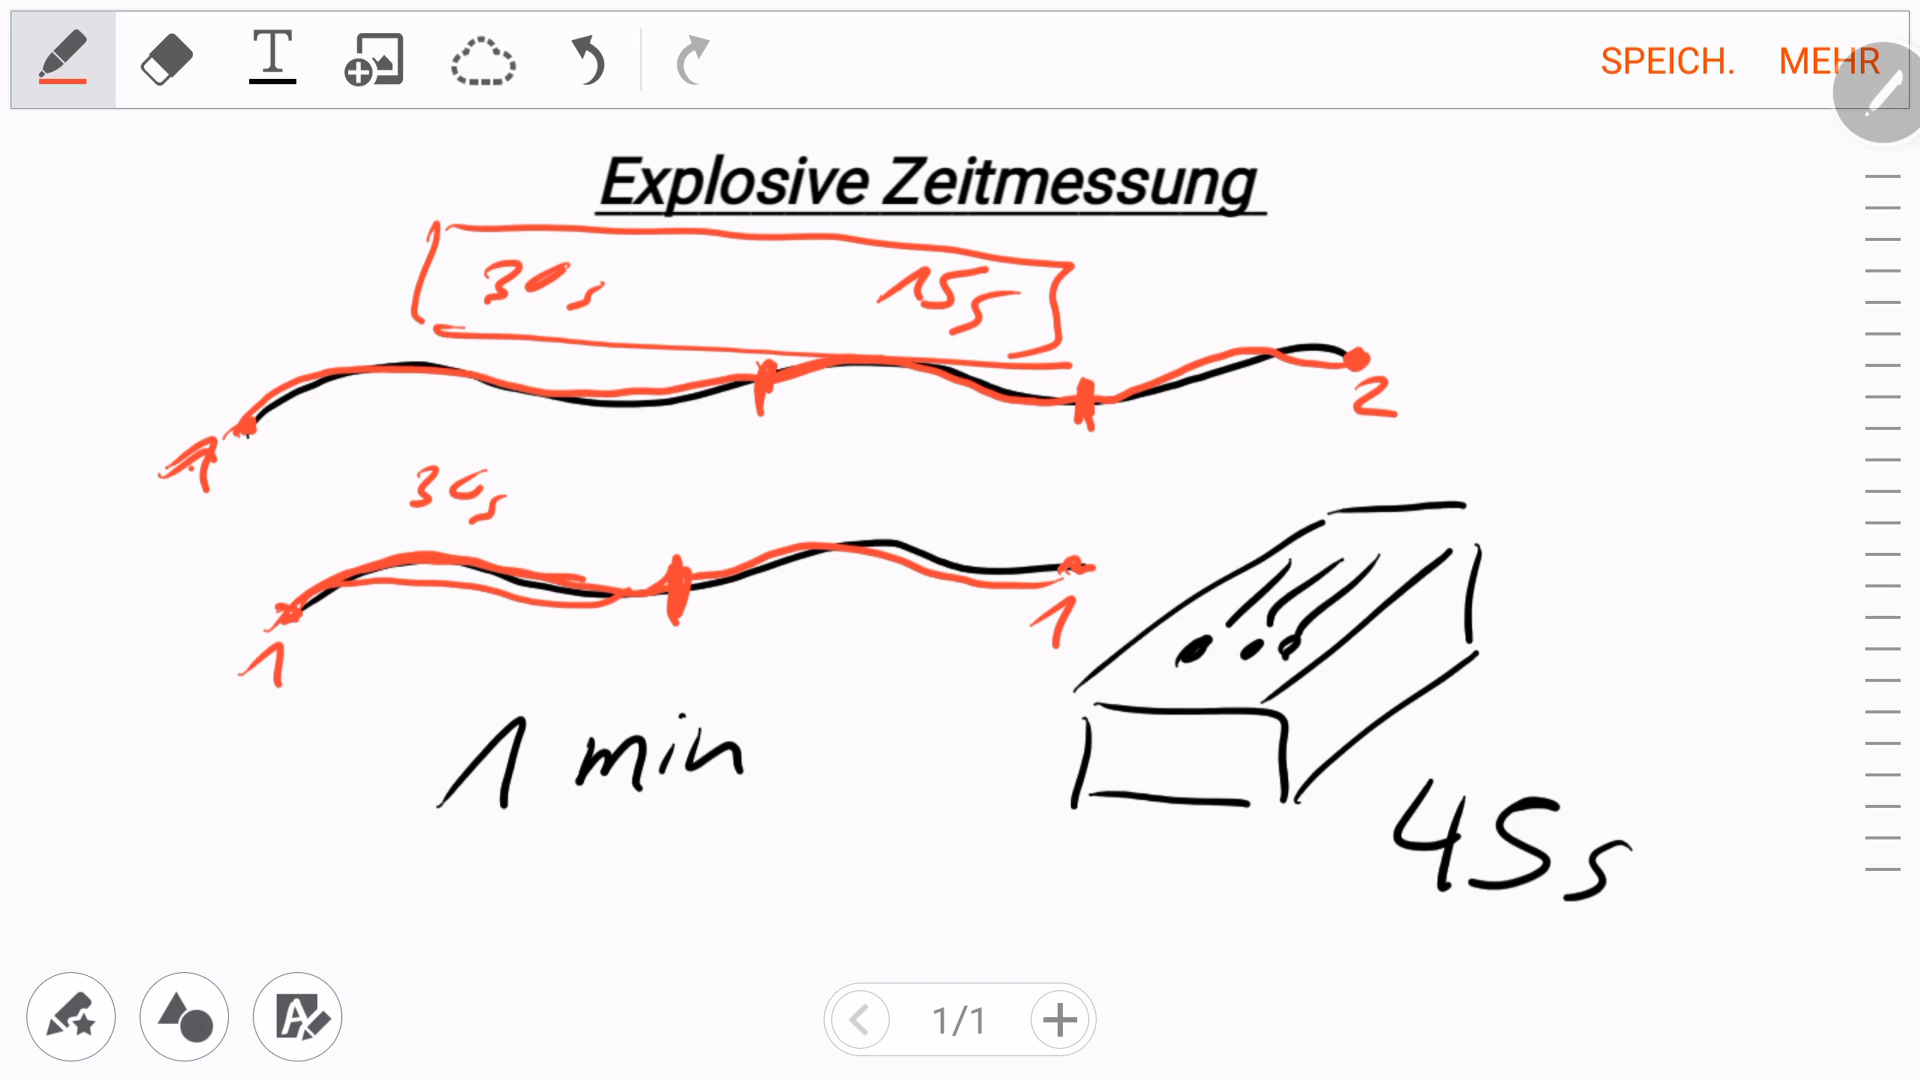 SPEICH. MEHR
Explosive Zeitmessung
30s 15s
1 2
30s
1 1
1 min
45s
1/1